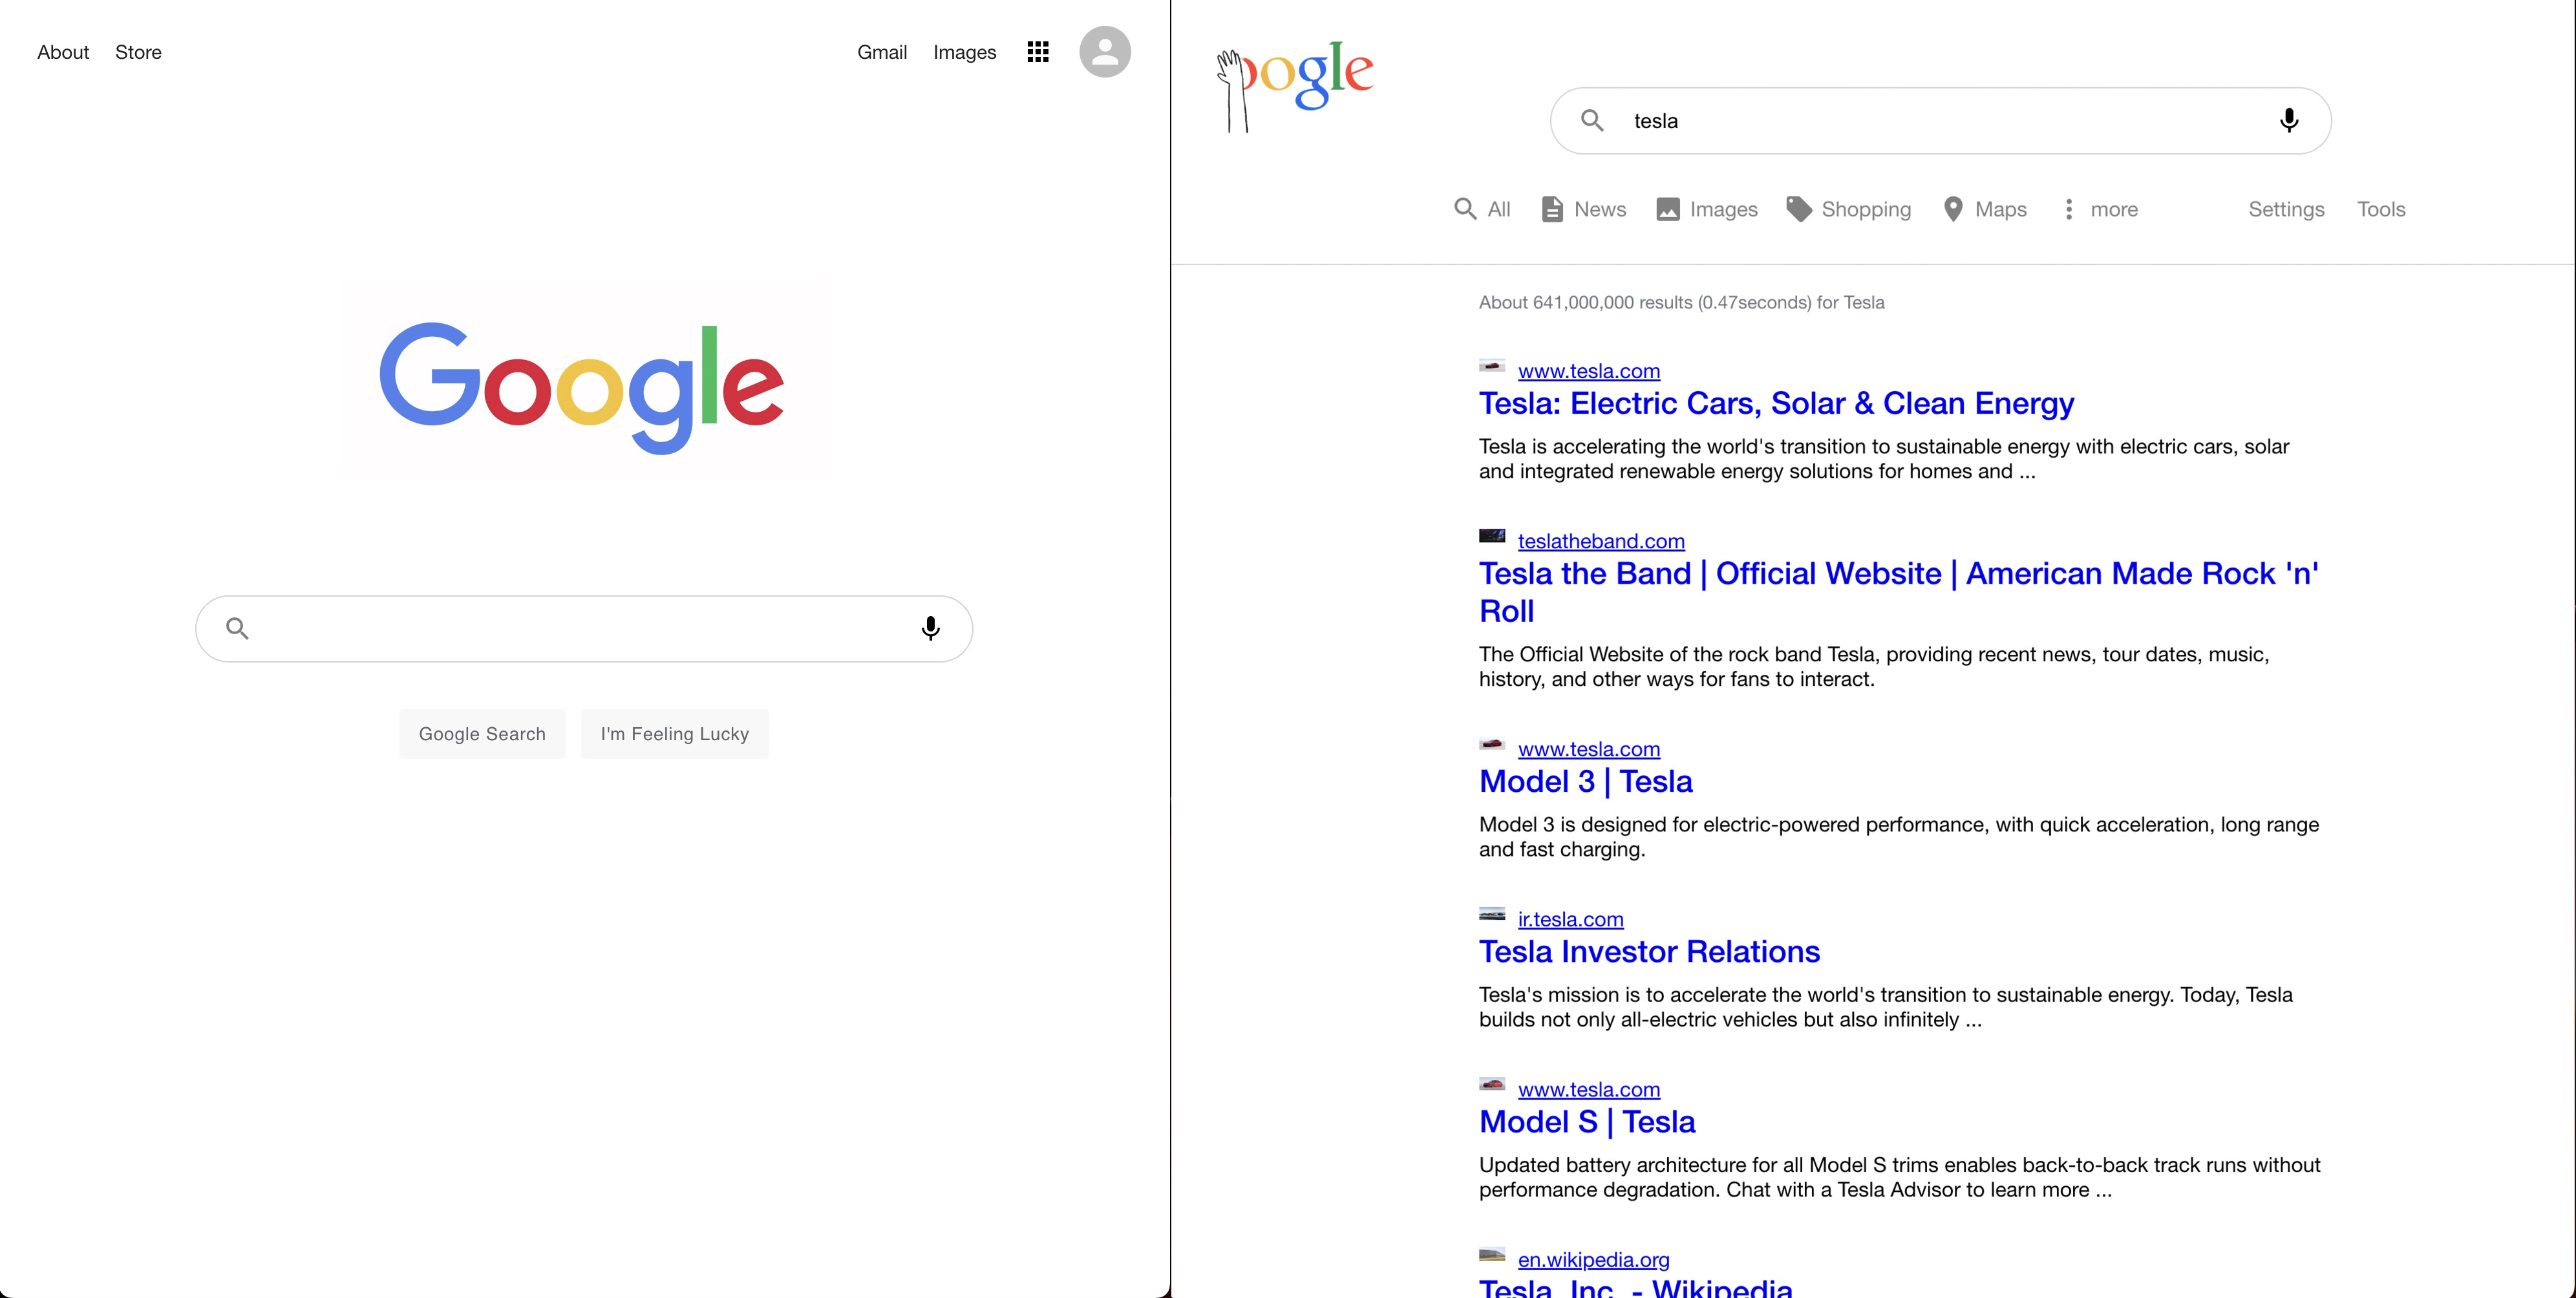 About Store
Gmail Images
Google
Google Search
I'm Feeling Lucky
oogle
tesla
All
News
Images
Shopping
Maps
more
Settings
Tools
About 641,000,000 results (0.47seconds) for Tesla
www.tesla.com
Tesla: Electric Cars, Solar & Clean Energy
Tesla is accelerating the world's transition to sustainable energy with electric cars, solar
and integrated renewable energy solutions for homes and ...
teslatheband.com
Tesla the Band | Official Website | American Made Rock 'n'
Roll
The Official Website of the rock band Tesla, providing recent news, tour dates, music,
history, and other ways for fans to interact.
www.tesla.com
Model 3 | Tesla
Model 3 is designed for electric-powered performance, with quick acceleration, long range
and fast charging.
ir.tesla.com
Tesla Investor Relations
Tesla's mission is to accelerate the world's transition to sustainable energy. Today, Tesla
builds not only all-electric vehicles but also infinitely ...
www.tesla.com
Model S | Tesla
Updated battery architecture for all Model S trims enables back-to-back track runs without
performance degradation. Chat with a Tesla Advisor to learn more ...
en.wikipedia.org
Tesla, Inc. - Wikipedia